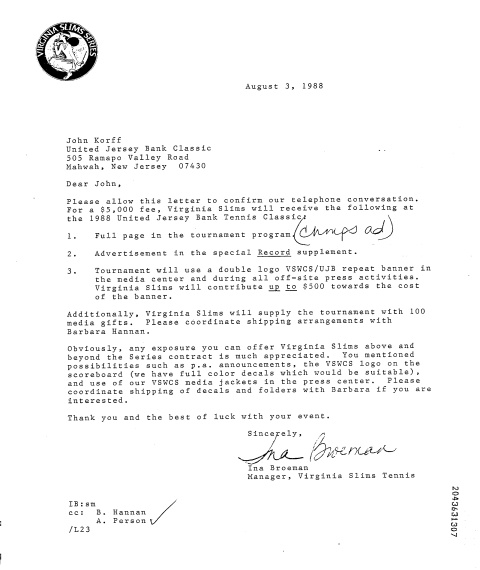 VIRGINIA SLIMS SERIES
August 3, 1988
John Korff
United Jersey Bank Classic
505 Ramapo Valley Road
Mahwah, New Jersey 07430
Dear John,
Please allow this letter to confirm our telephone conversation.
For a $5,000 fee, Virginia Slims will receive the following at
the 1988 United Jersey Bank Tennis Classic:
1. Full page in the tournament program. (Champs ad)
2. Advertisement in the special Record supplement.
3. Tournament will use a double logo VSWCS/UJB repeat banner in
the media center and during all off-site press activities.
Virginia Slims will contribute up to $500 towards the cost
of the banner.
Additionally, Virginia Slims will supply the tournament with 100
media gifts. Please coordinate shipping arrangements with
Barbara Hannan.
Obviously, any exposure you can offer Virginia Slims above and
beyond the Series contract is much appreciated. You mentioned
possibilities such as p.a. announcements, the VSWCS logo on the
scoreboard (we have full color decals which would be suitable),
and use of our VSWCS media jackets in the press center. Please
coordinate shipping of decals and folders with Barbara if you are
interested.
Thank you and the best of luck with your event.
Sincerely,
Ina Broeman
Ina Broeman
Manager, Virginia Slims Tennis
IB:sm
cc: B. Hannan
A. Person
/L23
2043631307